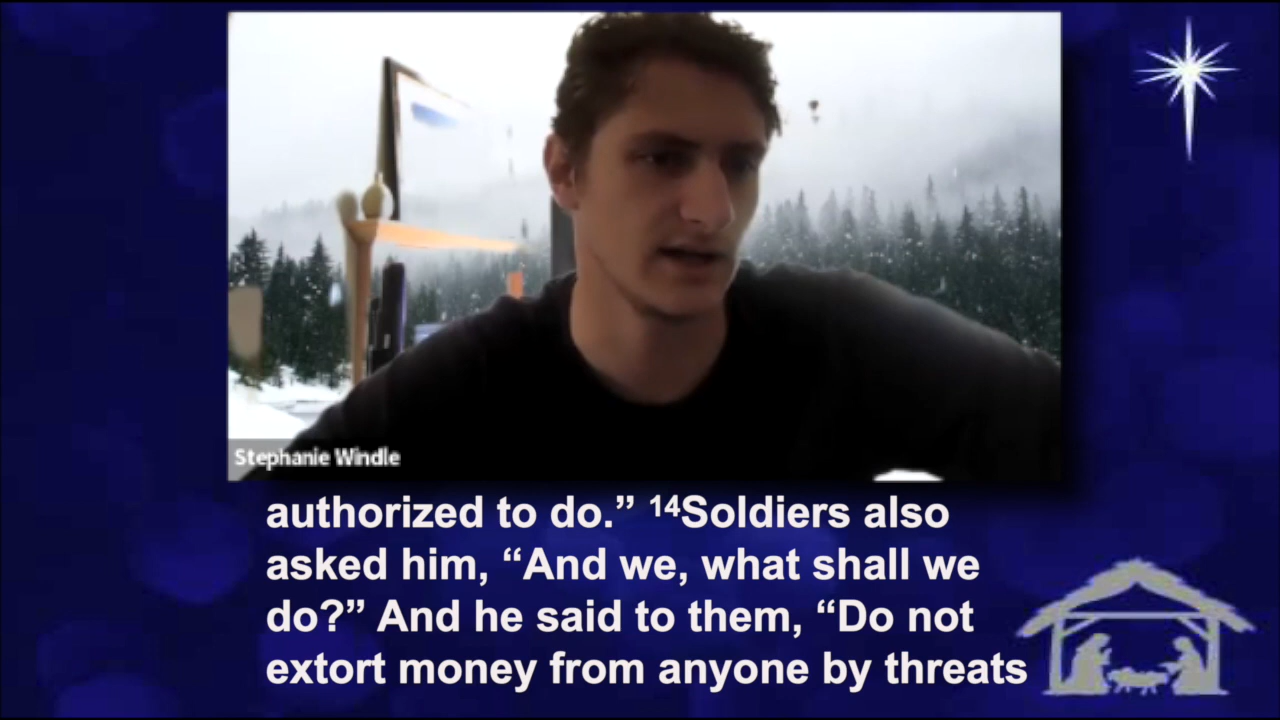 Stephanie Windle
authorized to do.” ¹⁴Soldiers also
asked him, “And we, what shall we
do?” And he said to them, “Do not
extort money from anyone by threats